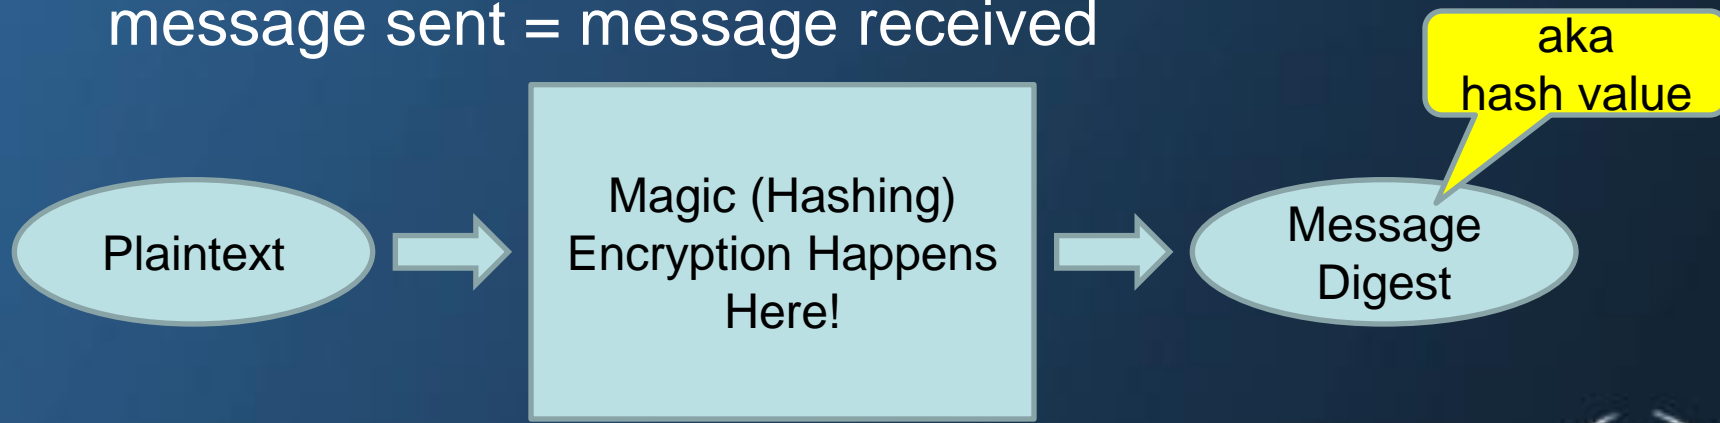 message sent = message received
aka
hash value
Plaintext
Magic (Hashing)
Encryption Happens
Here!
Message
Digest